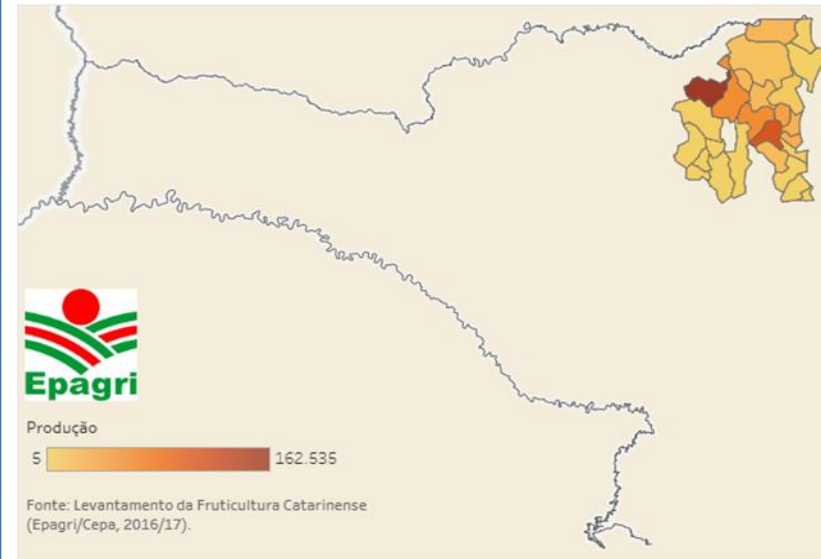 Epagri
Produção
5 162.535
Fonte: Levantamento da Fruticultura Catarinense
(Epagri/Cepa, 2016/17).